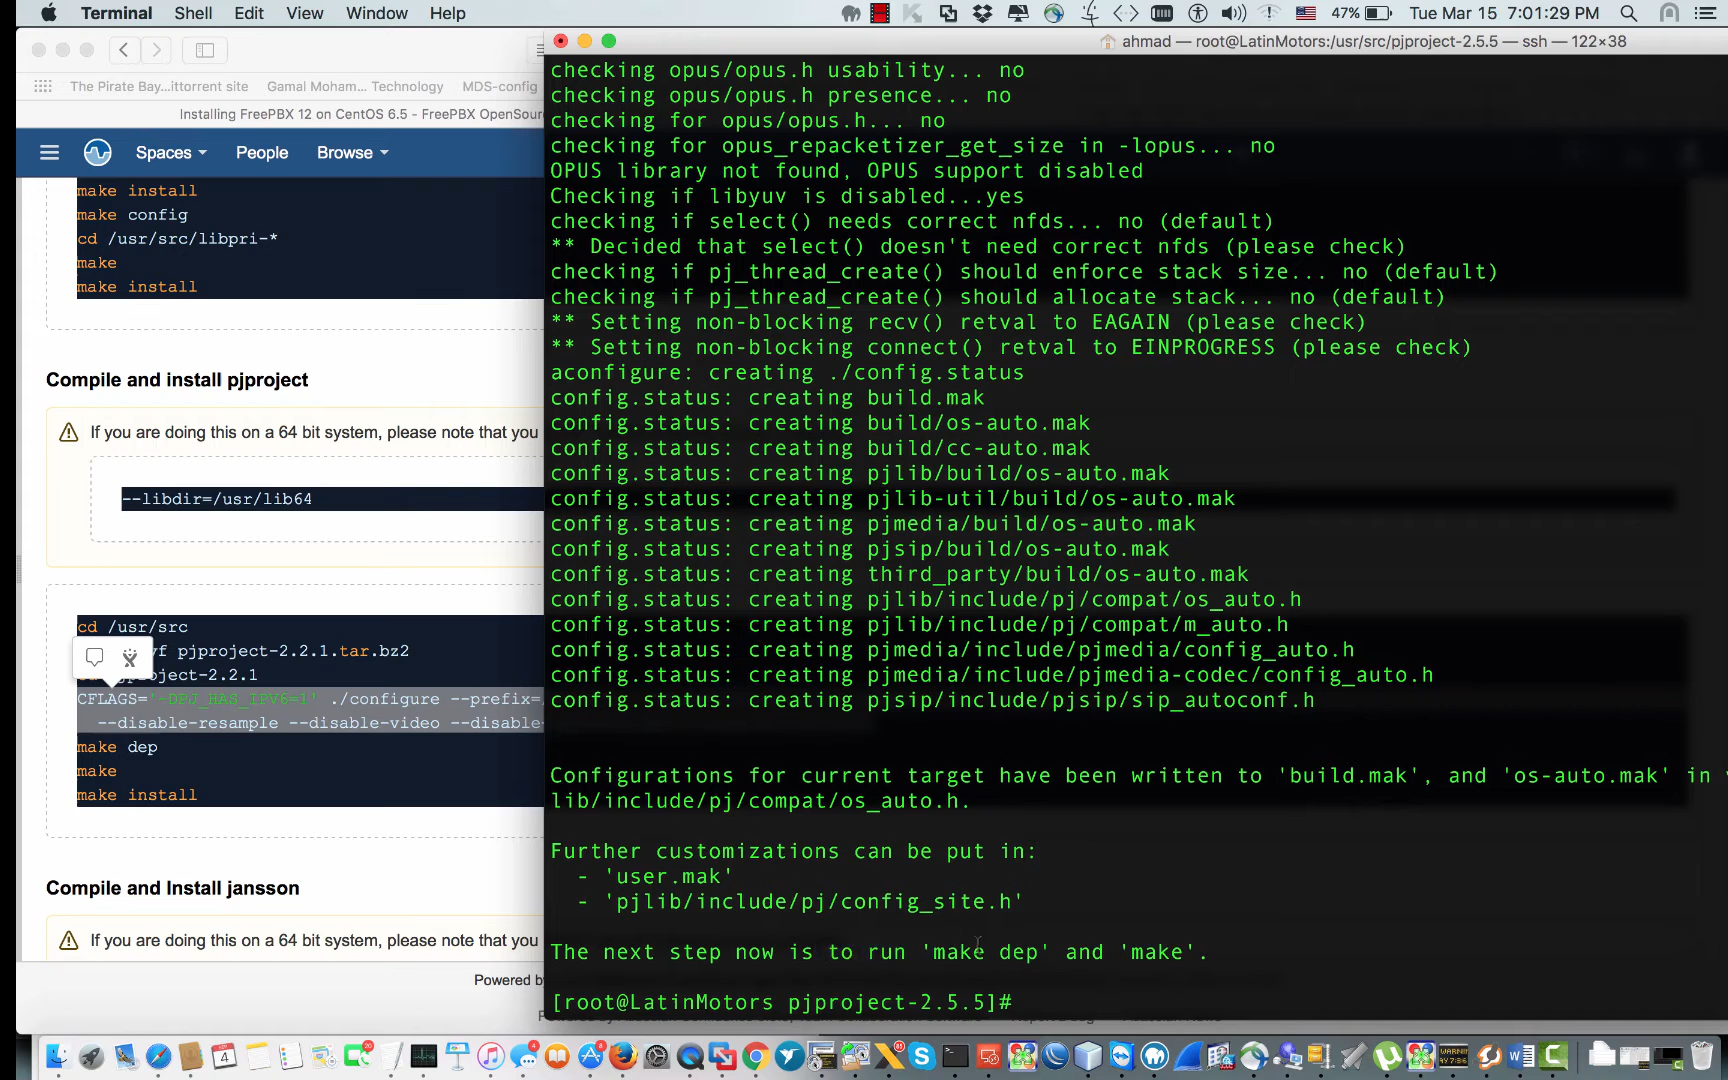 Terminal Shell Edit View Window Help 47% Tue Mar 15 7:01:29 PM
ahmad — root@LatinMotors:/usr/src/pjproject-2.5.5 — ssh — 122×38
The Pirate Bay...ittorrent site Gamal Moham... Technology MDS-config
Installing FreePBX 12 on CentOS 6.5 - FreePBX OpenSour
Spaces People Browse
make install
make config
cd /usr/src/libpri-*
make
make install
Compile and install pjproject
If you are doing this on a 64 bit system, please note that you
--libdir=/usr/lib64
cd /usr/src
f pjproject-2.2.1.tar.bz2
project-2.2.1
CFLAGS='-DPJ_HAS_IPV6=1' ./configure --prefix=
--disable-resample --disable-video --disable-
make dep
make
make install
Compile and Install jansson
If you are doing this on a 64 bit system, please note that you
Powered by
checking opus/opus.h usability... no
checking opus/opus.h presence... no
checking for opus/opus.h... no
checking for opus_repacketizer_get_size in -lopus... no
OPUS library not found, OPUS support disabled
Checking if libyuv is disabled...yes
checking if select() needs correct nfds... no (default)
** Decided that select() doesn't need correct nfds (please check)
checking if pj_thread_create() should enforce stack size... no (default)
checking if pj_thread_create() should allocate stack... no (default)
** Setting non-blocking recv() retval to EAGAIN (please check)
** Setting non-blocking connect() retval to EINPROGRESS (please check)
aconfigure: creating ./config.status
config.status: creating build.mak
config.status: creating build/os-auto.mak
config.status: creating build/cc-auto.mak
config.status: creating pjlib/build/os-auto.mak
config.status: creating pjlib-util/build/os-auto.mak
config.status: creating pjmedia/build/os-auto.mak
config.status: creating pjsip/build/os-auto.mak
config.status: creating third_party/build/os-auto.mak
config.status: creating pjlib/include/pj/compat/os_auto.h
config.status: creating pjlib/include/pj/compat/m_auto.h
config.status: creating pjmedia/include/pjmedia/config_auto.h
config.status: creating pjmedia/include/pjmedia-codec/config_auto.h
config.status: creating pjsip/include/pjsip/sip_autoconf.h
Configurations for current target have been written to 'build.mak', and 'os-auto.mak' in
lib/include/pj/compat/os_auto.h.
Further customizations can be put in:
- 'user.mak'
- 'pjlib/include/pj/config_site.h'
The next step now is to run 'make dep' and 'make'.
[root@LatinMotors pjproject-2.5.5]#